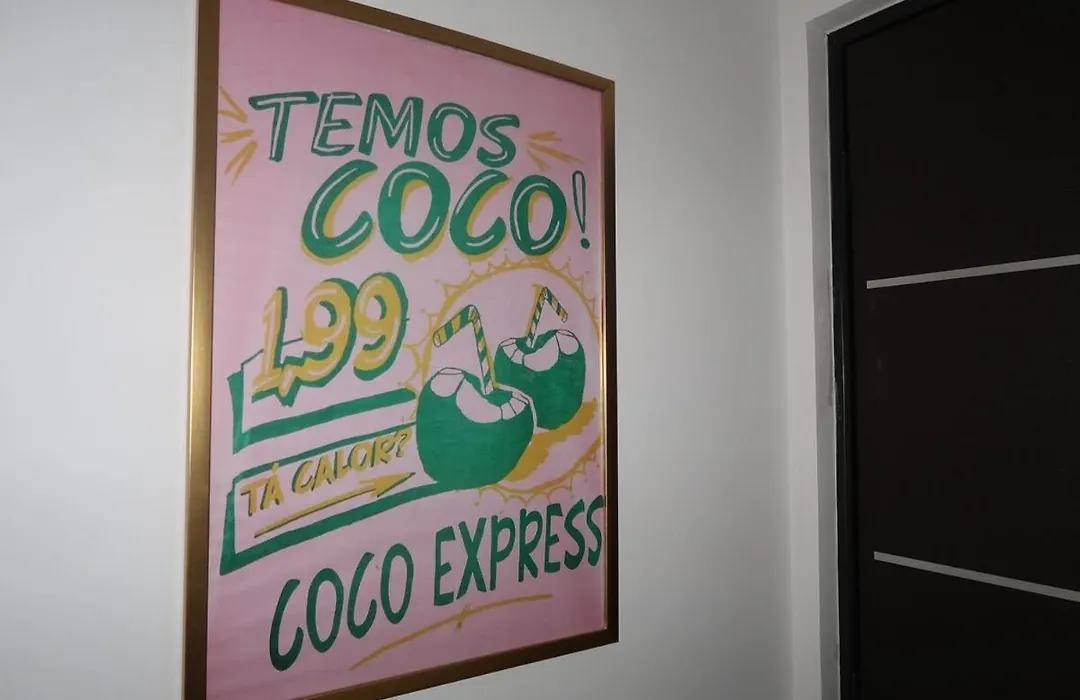 TEMOS
COCO!
1,99
TÁ CALOR?
COCO EXPRESS